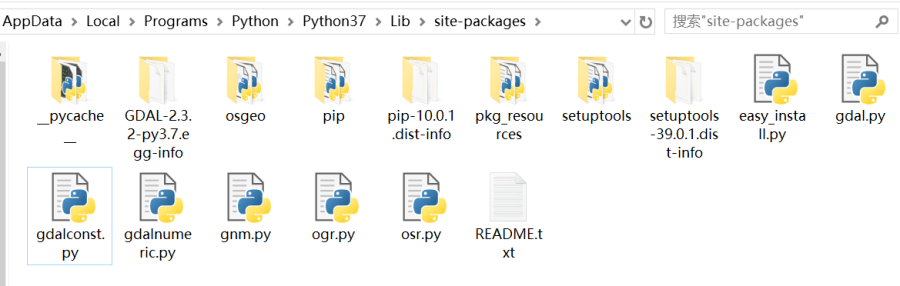 AppData > Local > Programs > Python > Python37 > Lib > site-packages >
搜索"site-packages"
__pycache__
GDAL-2.3.2-py3.7.egg-info
osgeo
pip
pip-10.0.1.dist-info
pkg_resources
setuptools
setuptools-39.0.1.dist-info
easy_install.py
gdal.py
gdalconst.py
gdalnumeric.py
gnm.py
ogr.py
osr.py
README.txt